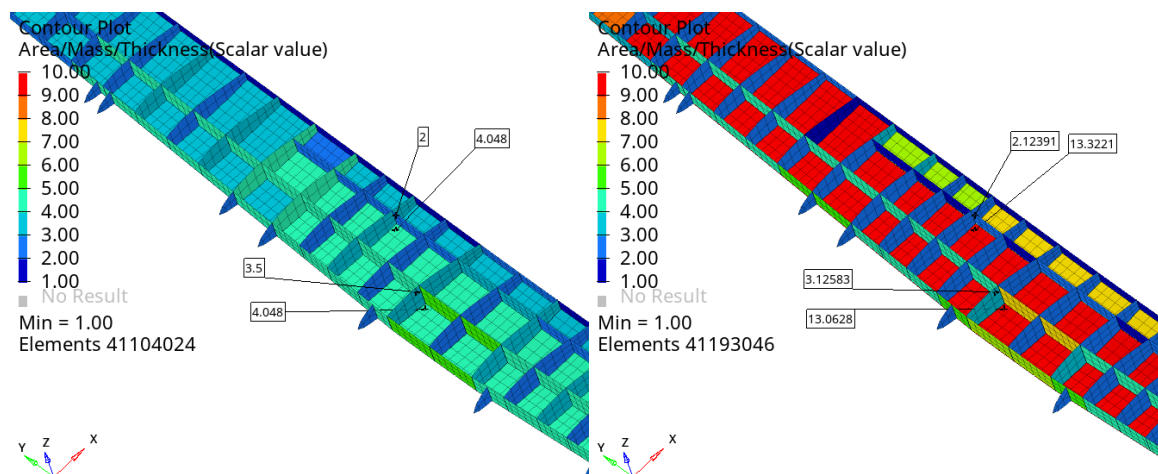 Contour Plot
Area/Mass/Thickness(Scalar value)
10.00
9.00
8.00
7.00
6.00
5.00
4.00
3.00
2.00
1.00
No Result
Min = 1.00
Elements 41104024
2
4.048
3.5
4.048
Y
Z
X
Contour Plot
Area/Mass/Thickness(Scalar value)
10.00
9.00
8.00
7.00
6.00
5.00
4.00
3.00
2.00
1.00
No Result
Min = 1.00
Elements 41193046
2.12391
13.3221
3.12583
13.0628
Y
Z
X